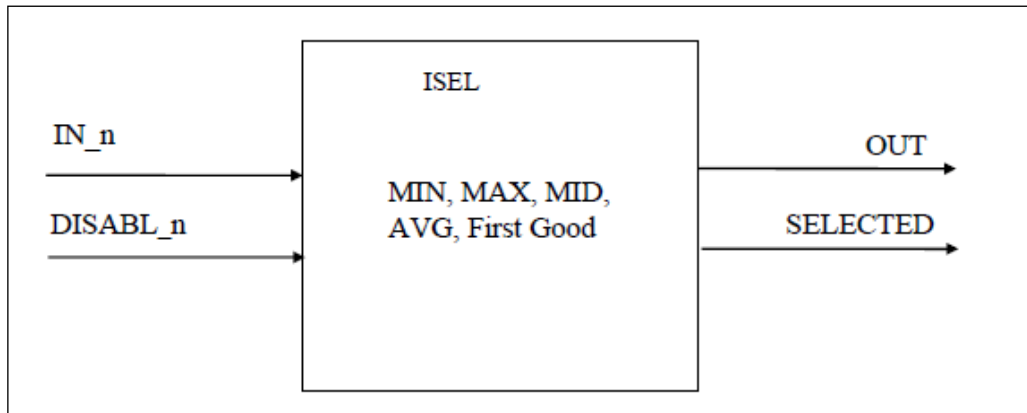 ISEL
IN_n
DISABL_n
MIN, MAX, MID,
AVG, First Good
OUT
SELECTED